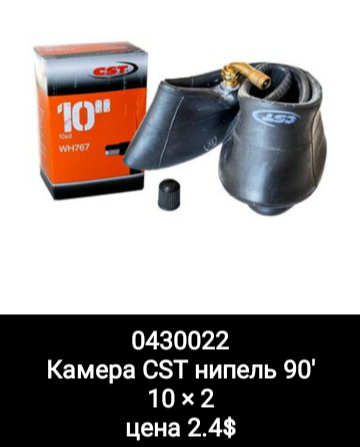 CST
10"
10x2
WH767
CST
0430022
Камера CST нипель 90'
10 × 2
цена 2.4$